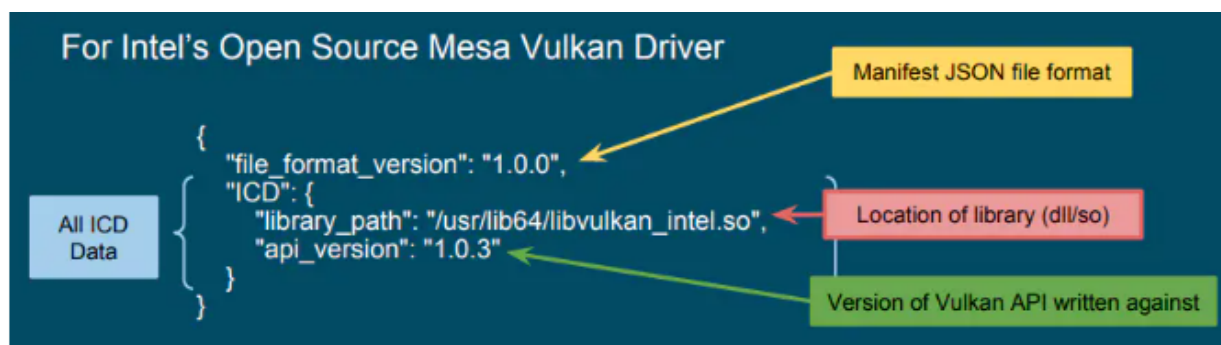 For Intel's Open Source Mesa Vulkan Driver
Manifest JSON file format
{
"file_format_version": "1.0.0",
"ICD": {
"library_path": "/usr/lib64/libvulkan_intel.so",
"api_version": "1.0.3"
}
}
All ICD
Data
Location of library (dll/so)
Version of Vulkan API written against